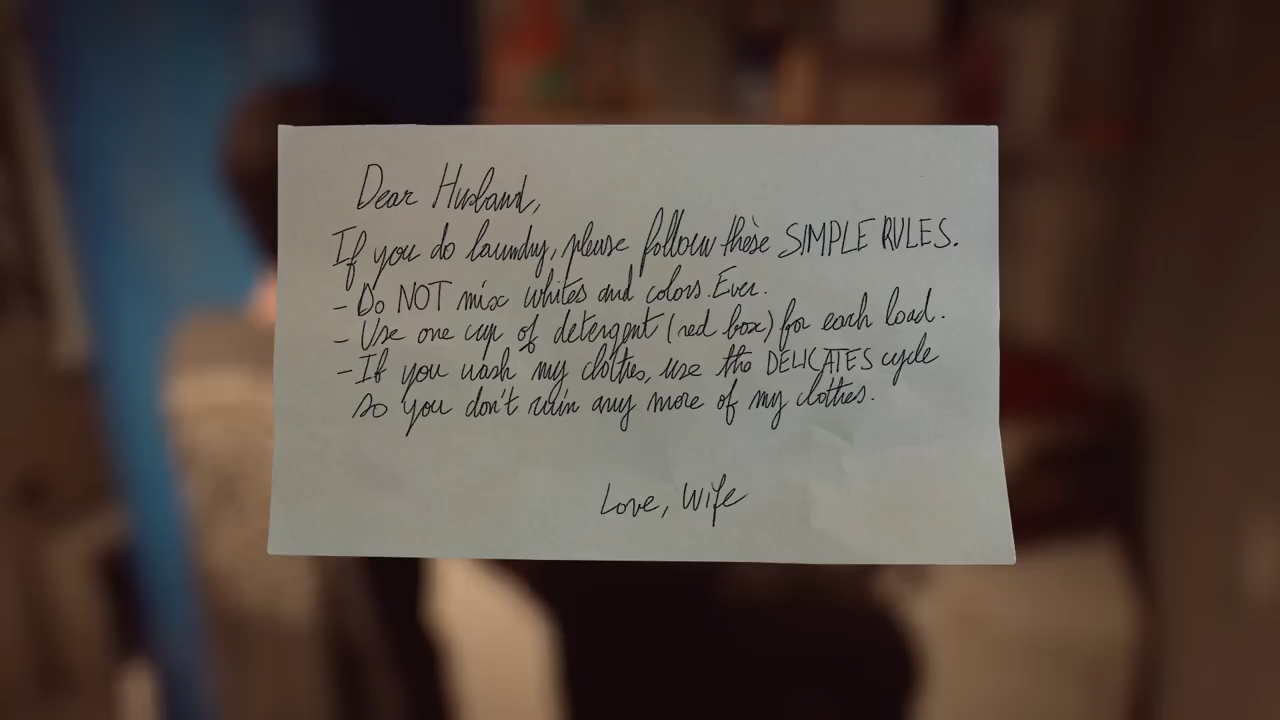 Dear Husband,
If you do laundry, please follow these SIMPLE RULES.
- Do NOT mix whites and colors. Ever.
- Use one cup of detergent (red box) for each load.
- If you wash my clothes, use the DELICATES cycle
so you don't ruin any more of my clothes.
Love, Wife